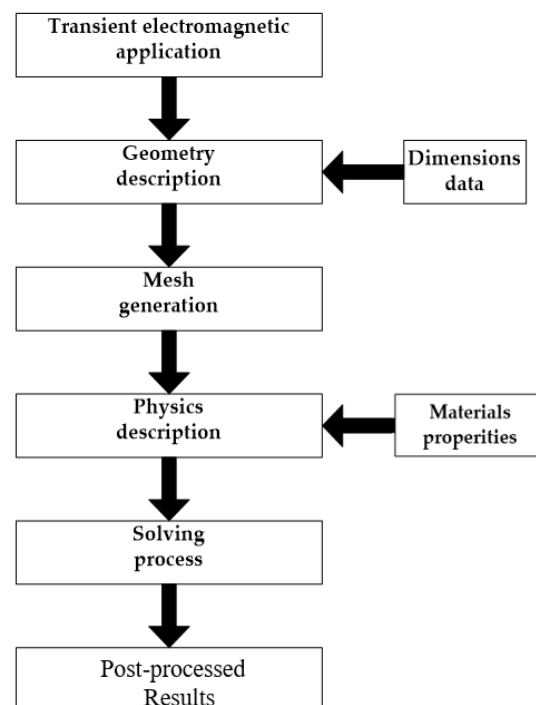 Transient electromagnetic
application
Geometry
description
Dimensions
data
Mesh
generation
Physics
description
Materials
properities
Solving
process
Post-processed
Results